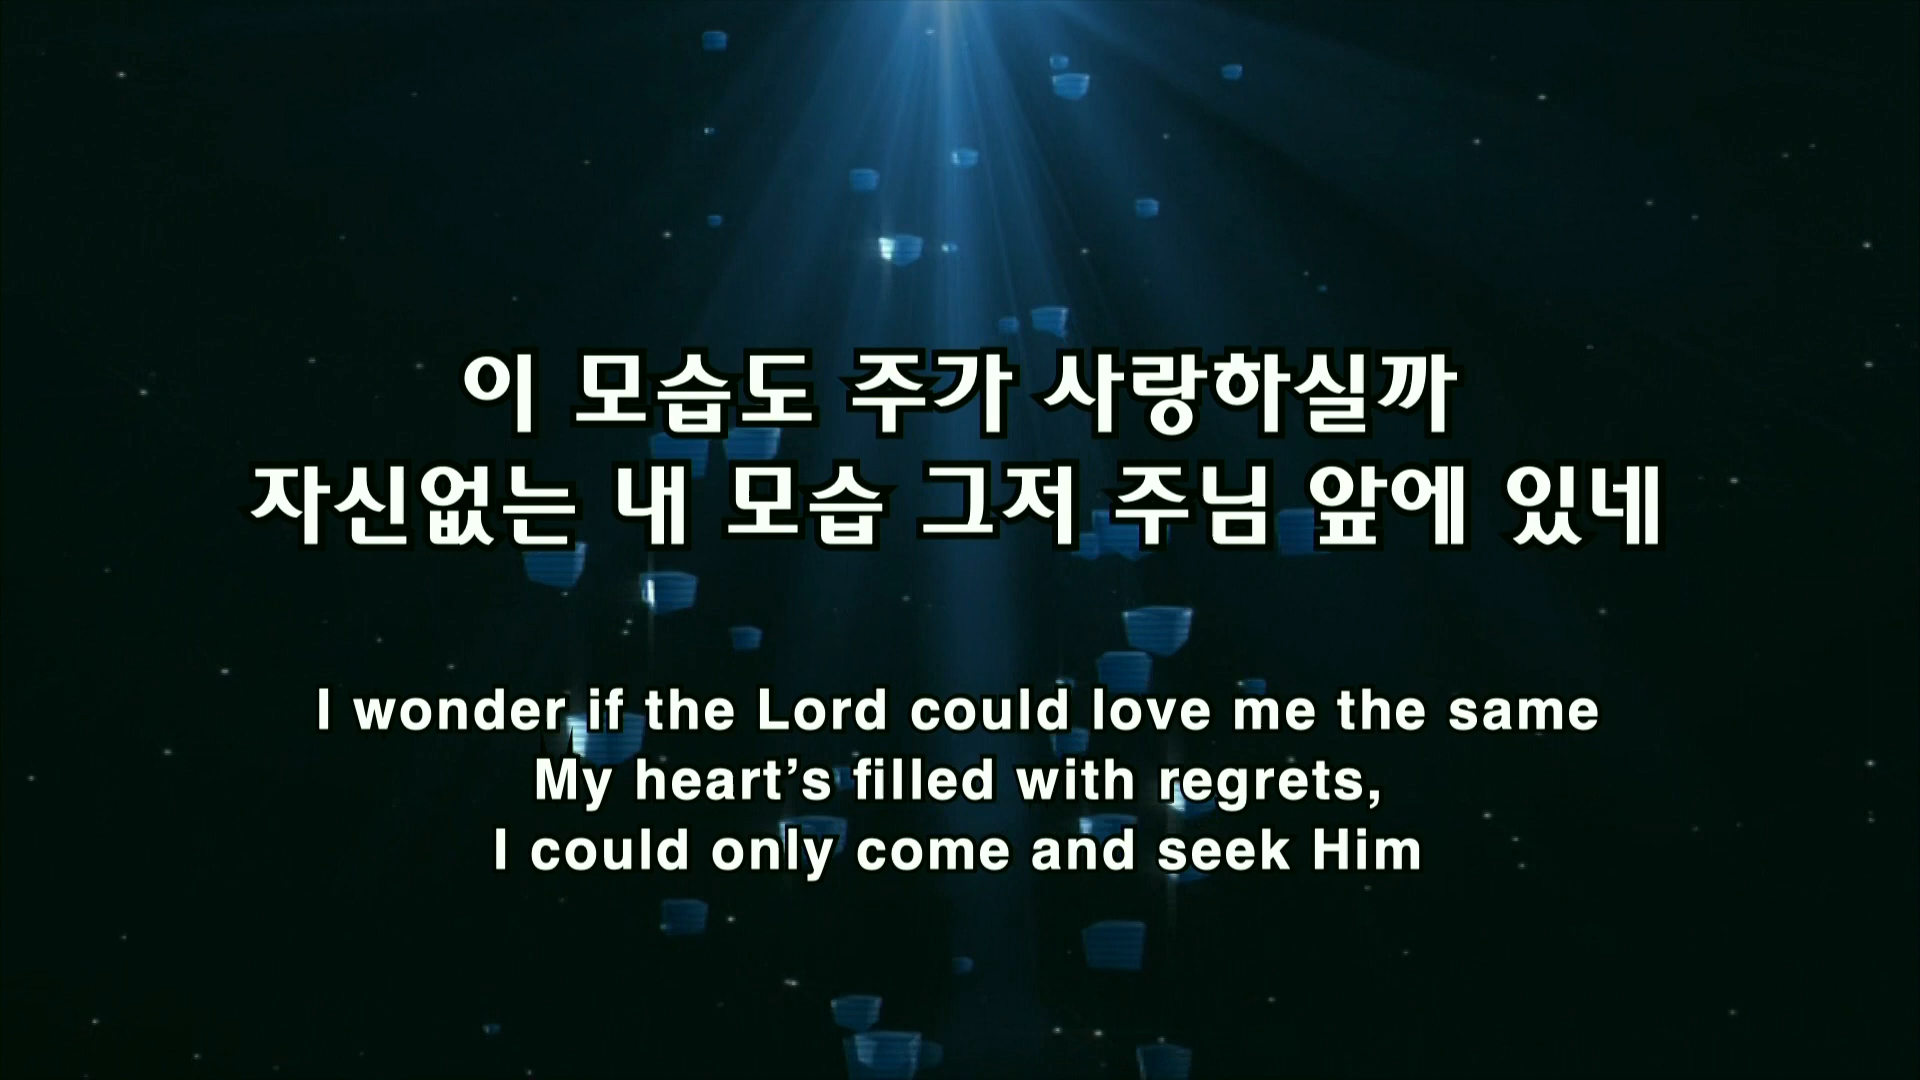 이 모습도 주가 사랑하실까
자신없는 내 모습 그저 주님 앞에 있네
I wonder if the Lord could love me the same
My heart’s filled with regrets,
I could only come and seek Him